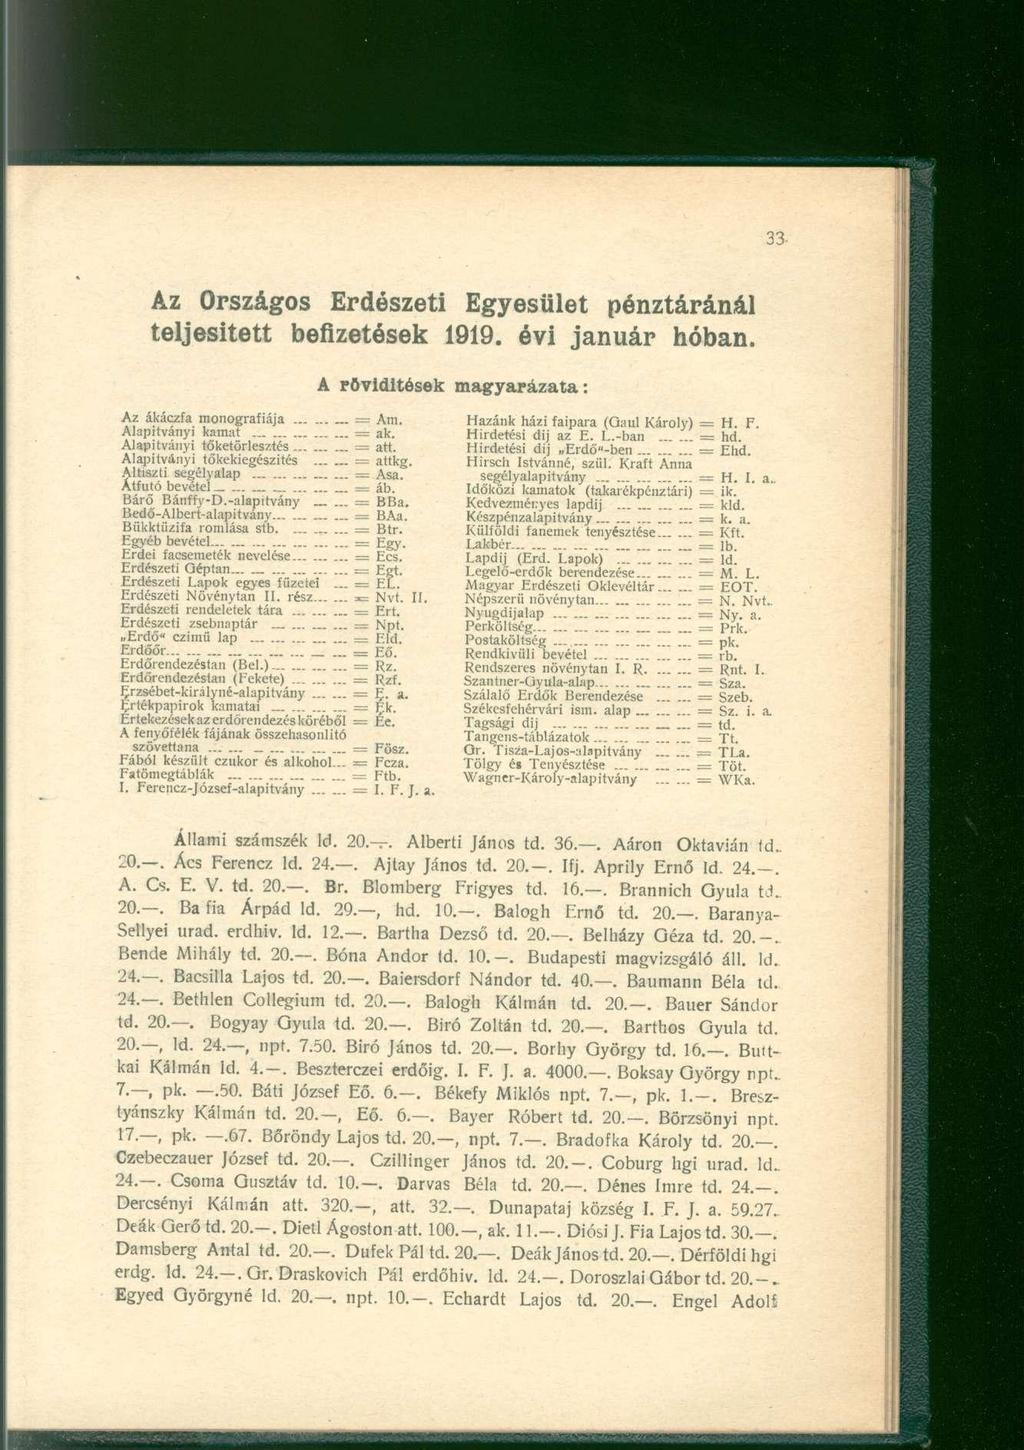 33
Az Országos Erdészeti Egyesület pénztáránál
teljesitett befizetések 1919. évi január hóban.
A röviditések magyarázata:
Az ákáczfa monografiája = Am.
Alapitványi kamat = ak.
Alapitványi tőketörlesztés = att.
Alapitványi tőkekiegészités = attkg.
Altiszti segélyalap = Asa.
Átfutó bevétel = áb.
Báró Bánffy-D.-alapitvány = BBa.
Bedő-Albert-alapitvány = BAa.
Bükktüzifa romlása stb. = Btr.
Egyéb bevétel = Egy.
Erdei facsemeték nevelése = Ecs.
Erdészeti Géptan = Egt.
Erdészeti Lapok egyes füzetei = EL.
Erdészeti Növénytan II. rész = Nvt. II.
Erdészeti rendeletek tára = Ert.
Erdészeti zsebnaptár = Npt.
„Erdő" czimü lap = Eld.
Erdőőr = Eő.
Erdőrendezéstan (Bel.) = Rz.
Erdőrendezéstan (Fekete) = Rzf.
Erzsébet-királyné-alapitvány = E. a.
Értékpapirok kamatai = Ék.
Értekezések az erdőrendezés köréből = Ée.
A fenyőfélék fájának összehasonlitó
szövettana = Fösz.
Fából készült czukor és alkohol = Fcza.
Fatömegtáblák = Ftb.
I. Ferencz-József-alapitvány = I. F. J. a.
Hazánk házi faipara (Gaul Károly) = H. F.
Hirdetési dij az E. L.-ban = hd.
Hirdetési dij „Erdő"-ben = Ehd.
Hirsch Istvánné, szül. Kraft Anna
segélyalapitvány = H. I. a.
Időközi kamatok (takarékpénztári) = ik.
Kedvezményes lapdij = kld.
Készpénzalapitvány = k. a.
Külföldi fanemek tenyésztése = Kft.
Lakbér = lb.
Lapdij (Erd. Lapok) = ld.
Legelő-erdők berendezése = M. L.
Magyar Erdészeti Oklevéltár = EOT.
Népszerü növénytan = N. Nvt.
Nyugdijalap = Ny. a.
Perköltség = Prk.
Postaköltség = pk.
Rendkivüli bevétel = rb.
Rendszeres növénytan I. R. = Rnt. I.
Szantner-Gyula-alap = Sza.
Szálaló Erdők Berendezése = Szeb.
Székesfehérvári ism. alap = Sz. i. a.
Tagsági dij = td.
Tangens-táblázatok = Tt.
Gr. Tisza-Lajos-alapitvány = TLa.
Tölgy és Tenyésztése = Töt.
Wagner-Károly-alapitvány = WKa.
Állami számszék ld. 20.—. Alberti János td. 36.—. Aáron Oktavián td.
20.—. Ács Ferencz ld. 24.—. Ajtay János td. 20.—. Ifj. Aprily Ernő ld. 24.—.
A. Cs. E. V. td. 20.—. Br. Blomberg Frigyes td. 16.—. Brannich Gyula td.
20.—. Ba fia Árpád ld. 29.—, hd. 10.—. Balogh Ernő td. 20.—. Baranya-
Sellyei urad. erdhiv. ld. 12.—. Bartha Dezső td. 20.—. Belházy Géza td. 20.—.
Bende Mihály td. 20.—. Bóna Andor td. 10.—. Budapesti magvizsgáló áll. ld.
24.—. Bacsilla Lajos td. 20.—. Baiersdorf Nándor td. 40.—. Baumann Béla td.
24.—. Bethlen Collegium td. 20.—. Balogh Kálmán td. 20.—. Bauer Sándor
td. 20.—. Bogyay Gyula td. 20.—. Biró Zoltán td. 20.—. Barthos Gyula td.
20.—, ld. 24.—, npt. 7.50. Biró János td. 20.—. Borhy György td. 16.—. Butt-
kai Kálmán ld. 4.—. Beszterczei erdőig. I. F. J. a. 4000.—. Boksay György npt.
7.—, pk. —.50. Báti József Eő. 6.—. Békefy Miklós npt. 7.—, pk. 1.—. Bresz-
tyánszky Kálmán td. 20.—, Eő. 6.—. Bayer Róbert td. 20.—. Börzsönyi npt.
17.—, pk. —.67. Böröndy Lajos td. 20.—, npt. 7.—. Bradofka Károly td. 20.—.
Czebeczauer József td. 20.—. Czillinger János td. 20.—. Coburg hgi urad. ld.
24.—. Csoma Gusztáv td. 10.—. Darvas Béla td. 20.—. Dénes Imre td. 24.—.
Dercsényi Kálmán att. 320.—, att. 32.—. Dunapataj község I. F. J. a. 59.27.
Deák Gerő td. 20.—. Dietl Ágoston att. 100.—, ak. 11.—. Diósi J. Fia Lajos td. 30.—.
Damsberg Antal td. 20.—. Dufek Pál td. 20.—. Deák János td. 20.—. Dérföldi hgi
erdg. ld. 24.—. Gr. Draskovich Pál erdőhiv. ld. 24.—. Doroszlai Gábor td. 20.—.
Egyed Györgyné ld. 20.—. npt. 10.—. Echardt Lajos td. 20.—. Engel Adolf